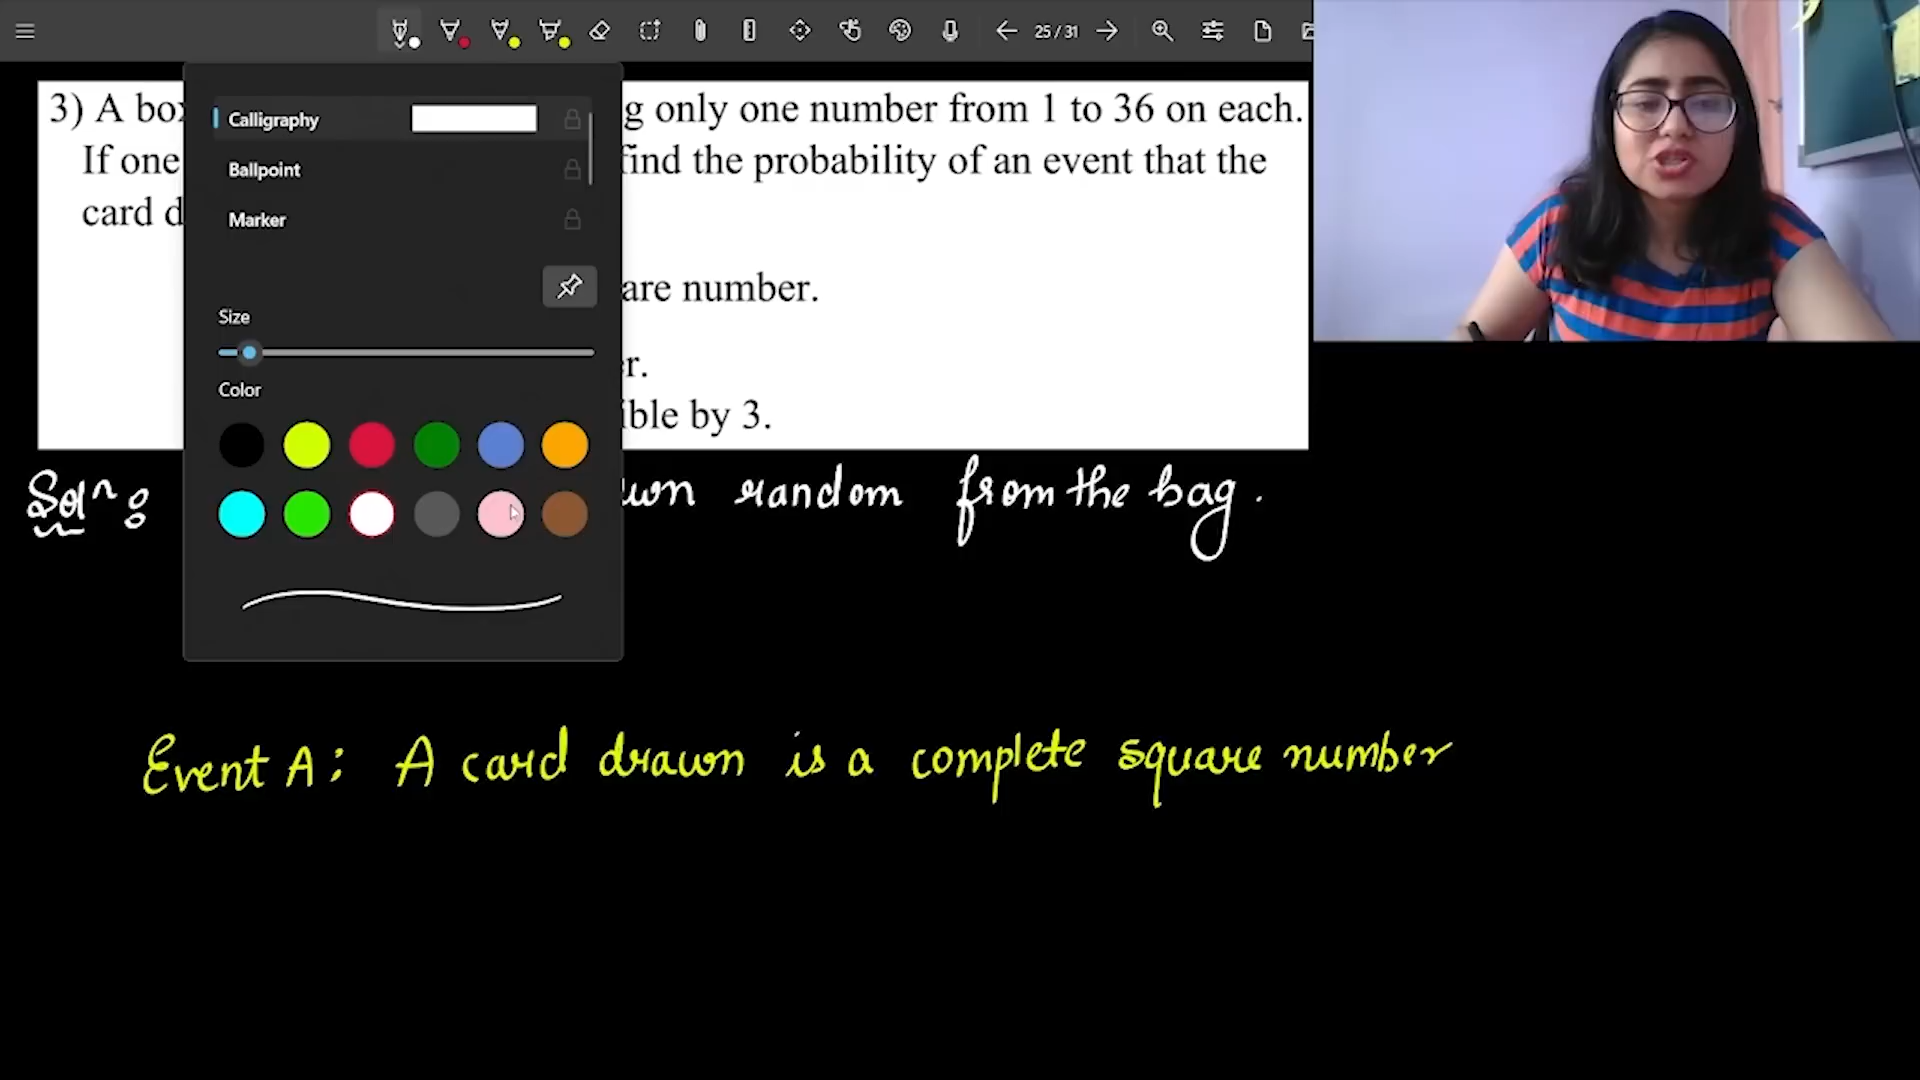 25 / 31
3) A box g only one number from 1 to 36 on each.
If one find the probability of an event that the
card d
are number.
r.
ible by 3.
Calligraphy
Ballpoint
Marker
Size
Color
Solⁿ: wn random from the bag.
Event A: A card drawn is a complete square number